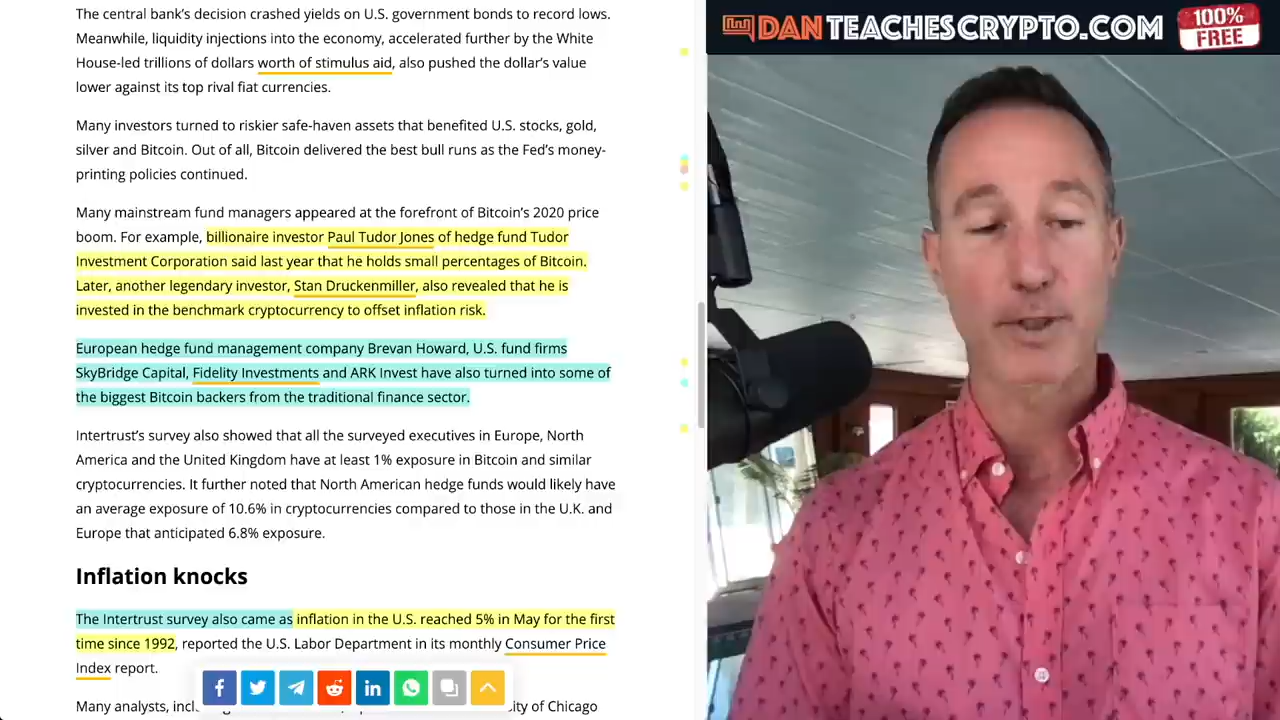 The central bank’s decision crashed yields on U.S. government bonds to record lows.
Meanwhile, liquidity injections into the economy, accelerated further by the White
House-led trillions of dollars worth of stimulus aid, also pushed the dollar’s value
lower against its top rival fiat currencies.
Many investors turned to riskier safe-haven assets that benefited U.S. stocks, gold,
silver and Bitcoin. Out of all, Bitcoin delivered the best bull runs as the Fed’s money-
printing policies continued.
Many mainstream fund managers appeared at the forefront of Bitcoin’s 2020 price
boom. For example, billionaire investor Paul Tudor Jones of hedge fund Tudor
Investment Corporation said last year that he holds small percentages of Bitcoin.
Later, another legendary investor, Stan Druckenmiller, also revealed that he is
invested in the benchmark cryptocurrency to offset inflation risk.
European hedge fund management company Brevan Howard, U.S. fund firms
SkyBridge Capital, Fidelity Investments and ARK Invest have also turned into some of
the biggest Bitcoin backers from the traditional finance sector.
Intertrust’s survey also showed that all the surveyed executives in Europe, North
America and the United Kingdom have at least 1% exposure in Bitcoin and similar
cryptocurrencies. It further noted that North American hedge funds would likely have
an average exposure of 10.6% in cryptocurrencies compared to those in the U.K. and
Europe that anticipated 6.8% exposure.
Inflation knocks
The Intertrust survey also came as inflation in the U.S. reached 5% in May for the first
time since 1992, reported the U.S. Labor Department in its monthly Consumer Price
Index report.
Many analysts, of Chicago
DANTEACHESCRYPTO.COM
100%
FREE